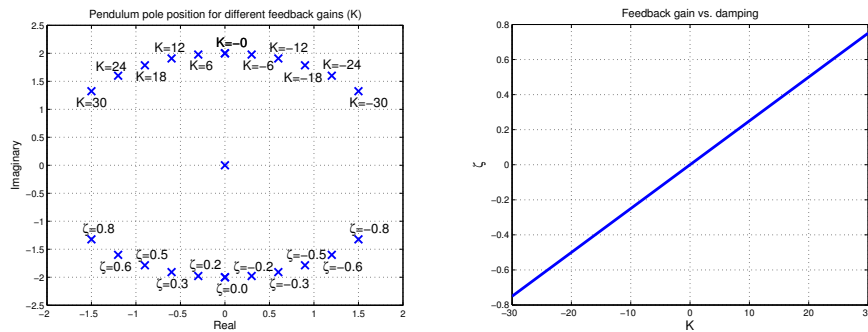 Pendulum pole position for different feedback gains (K)
2.5
2
1.5
1
0.5
0
−0.5
−1
−1.5
−2
−2.5
Imaginary
K=12
K=−0
K=−12
K=24
K=6
K=−6
K=−24
K=18
K=−18
K=30
K=−30
ζ=0.8
ζ=−0.8
ζ=0.5
ζ=−0.5
ζ=0.6
ζ=0.2
ζ=−0.2
ζ=−0.6
ζ=0.3
ζ=0.0
ζ=−0.3
−2 −1.5 −1 −0.5 0 0.5 1 1.5 2
Real
Feedback gain vs. damping
0.8
0.6
0.4
0.2
0
−0.2
−0.4
−0.6
−0.8
ζ
−30 −20 −10 0 10 20 30
K